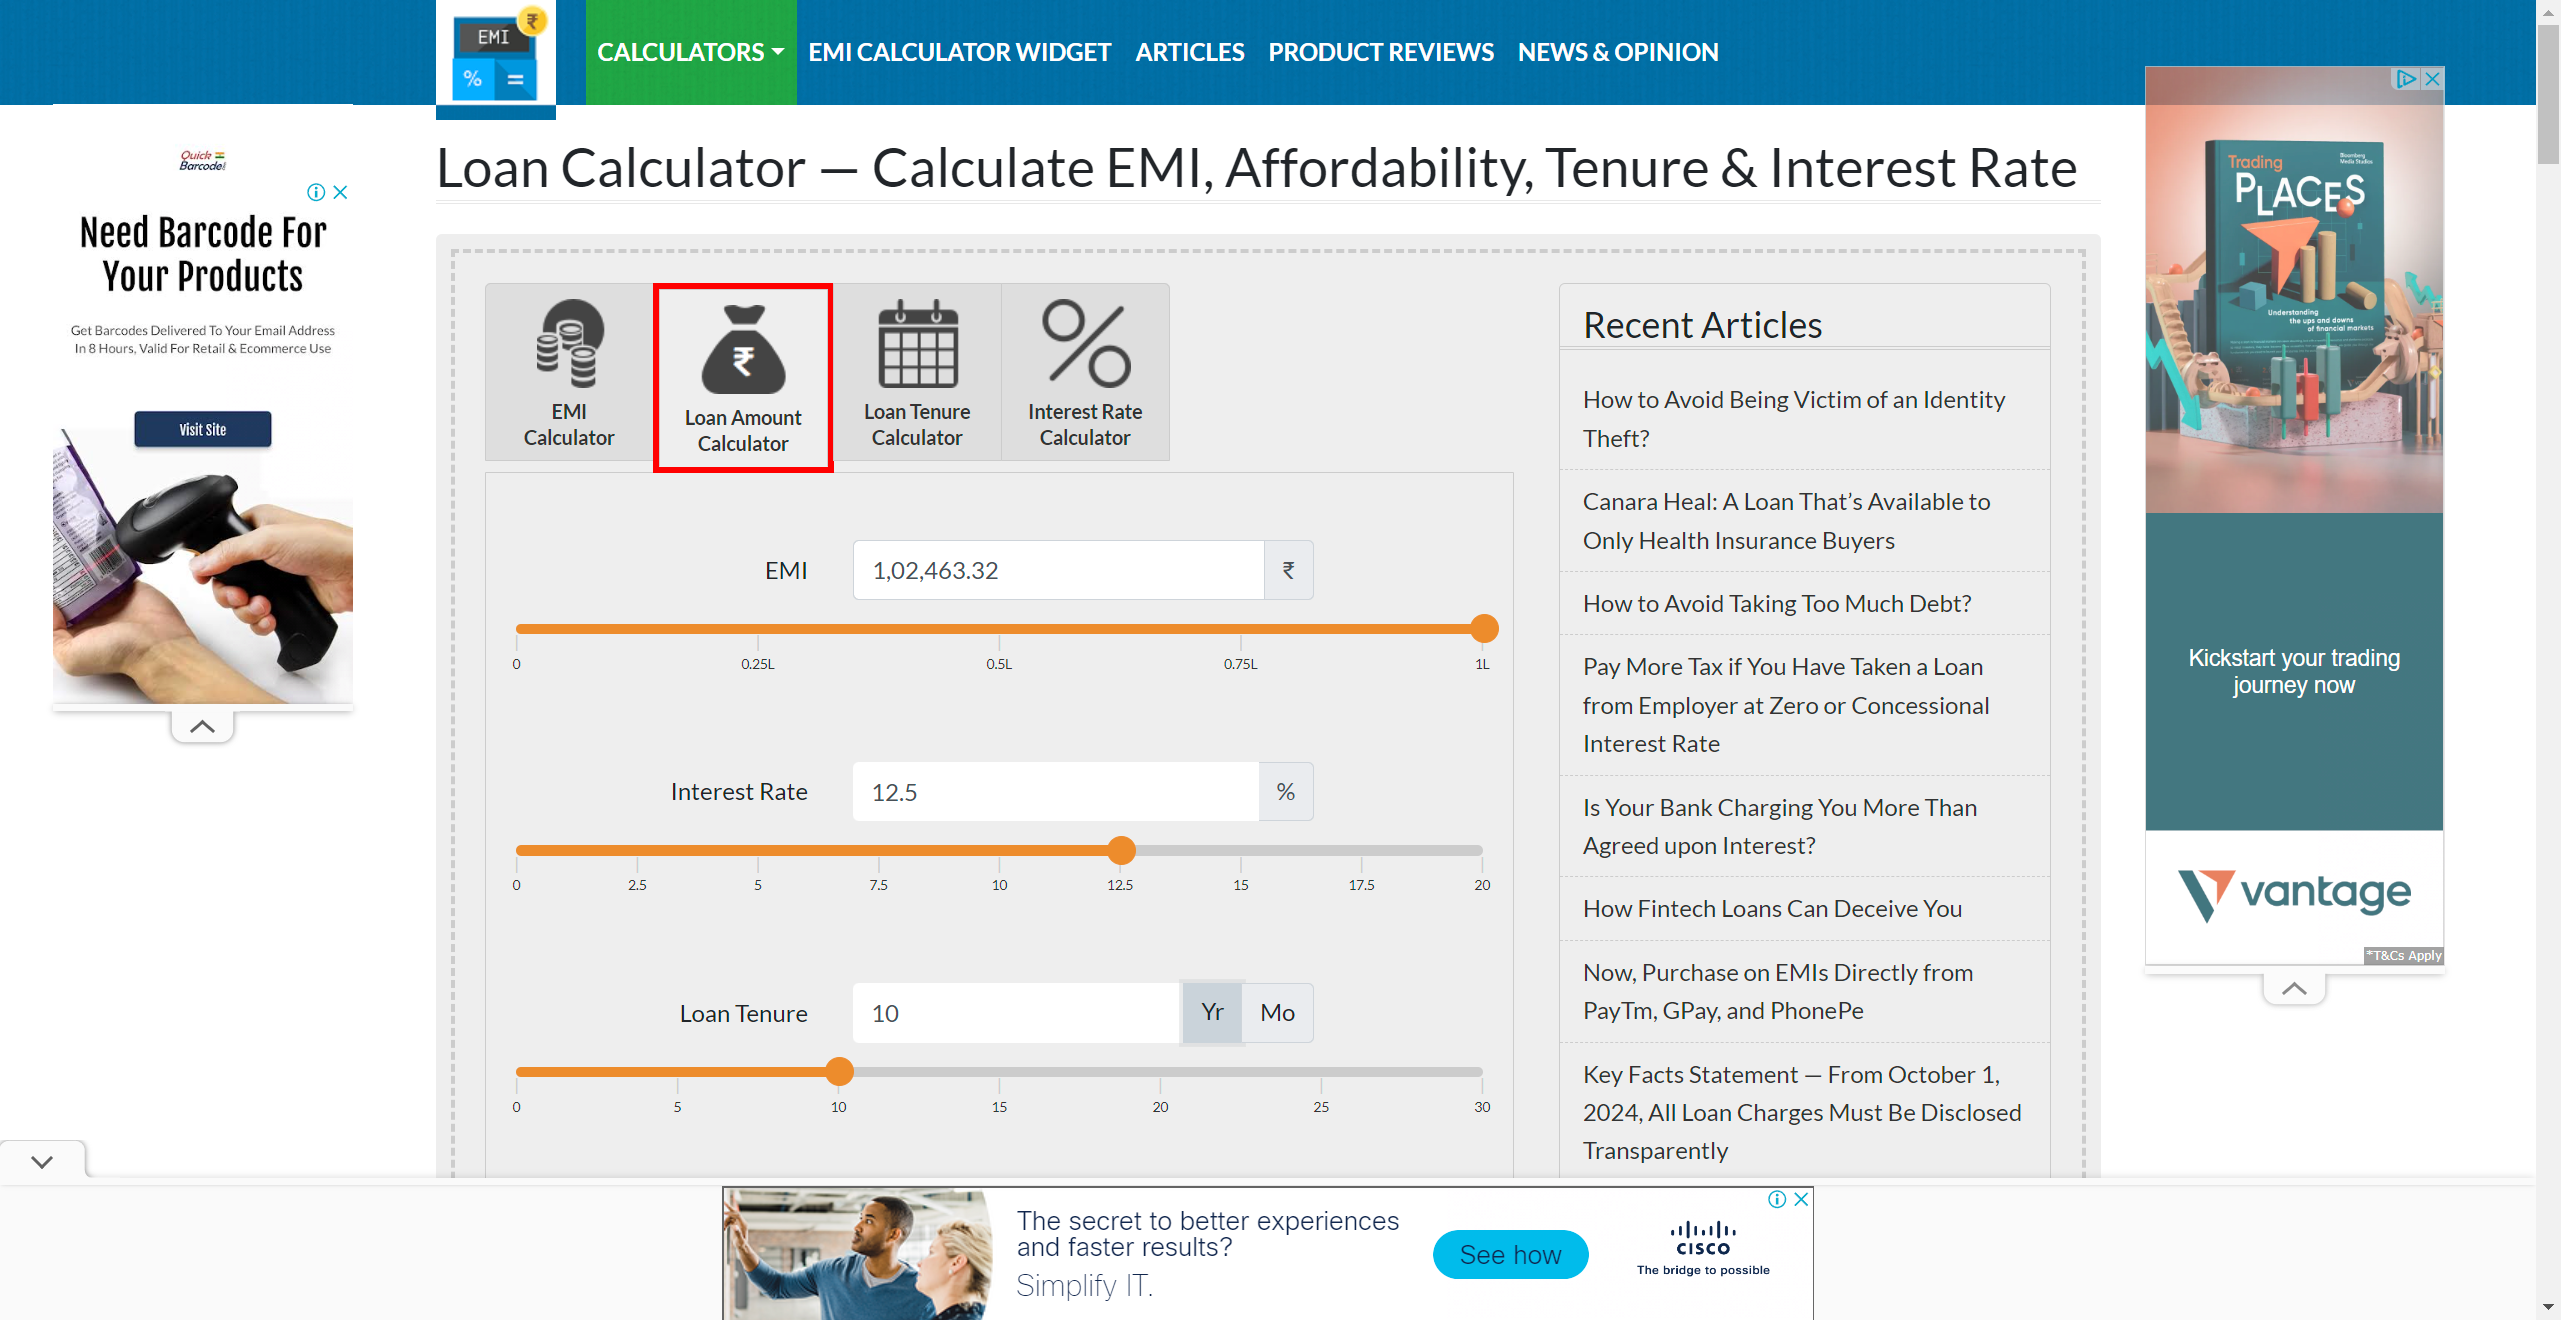 EMI
₹
%
=
CALCULATORS
EMI CALCULATOR WIDGET
ARTICLES
PRODUCT REVIEWS
NEWS & OPINION
Loan Calculator — Calculate EMI, Affordability, Tenure & Interest Rate
Quick
Barcode!
Need Barcode For
Your Products
Get Barcodes Delivered To Your Email Address
In 8 Hours, Valid For Retail & Ecommerce Use
Visit Site
EMI
Calculator
₹
Loan Amount
Calculator
Loan Tenure
Calculator
Interest Rate
Calculator
EMI
1,02,463.32
₹
0
0.25L
0.5L
0.75L
1L
Interest Rate
12.5
%
0
2.5
5
7.5
10
12.5
15
17.5
20
Loan Tenure
10
Yr
Mo
0
5
10
15
20
25
30
Recent Articles
How to Avoid Being Victim of an Identity
Theft?
Canara Heal: A Loan That’s Available to
Only Health Insurance Buyers
How to Avoid Taking Too Much Debt?
Pay More Tax if You Have Taken a Loan
from Employer at Zero or Concessional
Interest Rate
Is Your Bank Charging You More Than
Agreed upon Interest?
How Fintech Loans Can Deceive You
Now, Purchase on EMIs Directly from
PayTm, GPay, and PhonePe
Key Facts Statement — From October 1,
2024, All Loan Charges Must Be Disclosed
Transparently
Bloomberg
Media Studios
Trading
PLACES
Understanding
the ups and downs
of financial markets
Kickstart your trading
journey now
vantage
*T&Cs Apply
The secret to better experiences
and faster results?
Simplify IT.
See how
CISCO
The bridge to possible